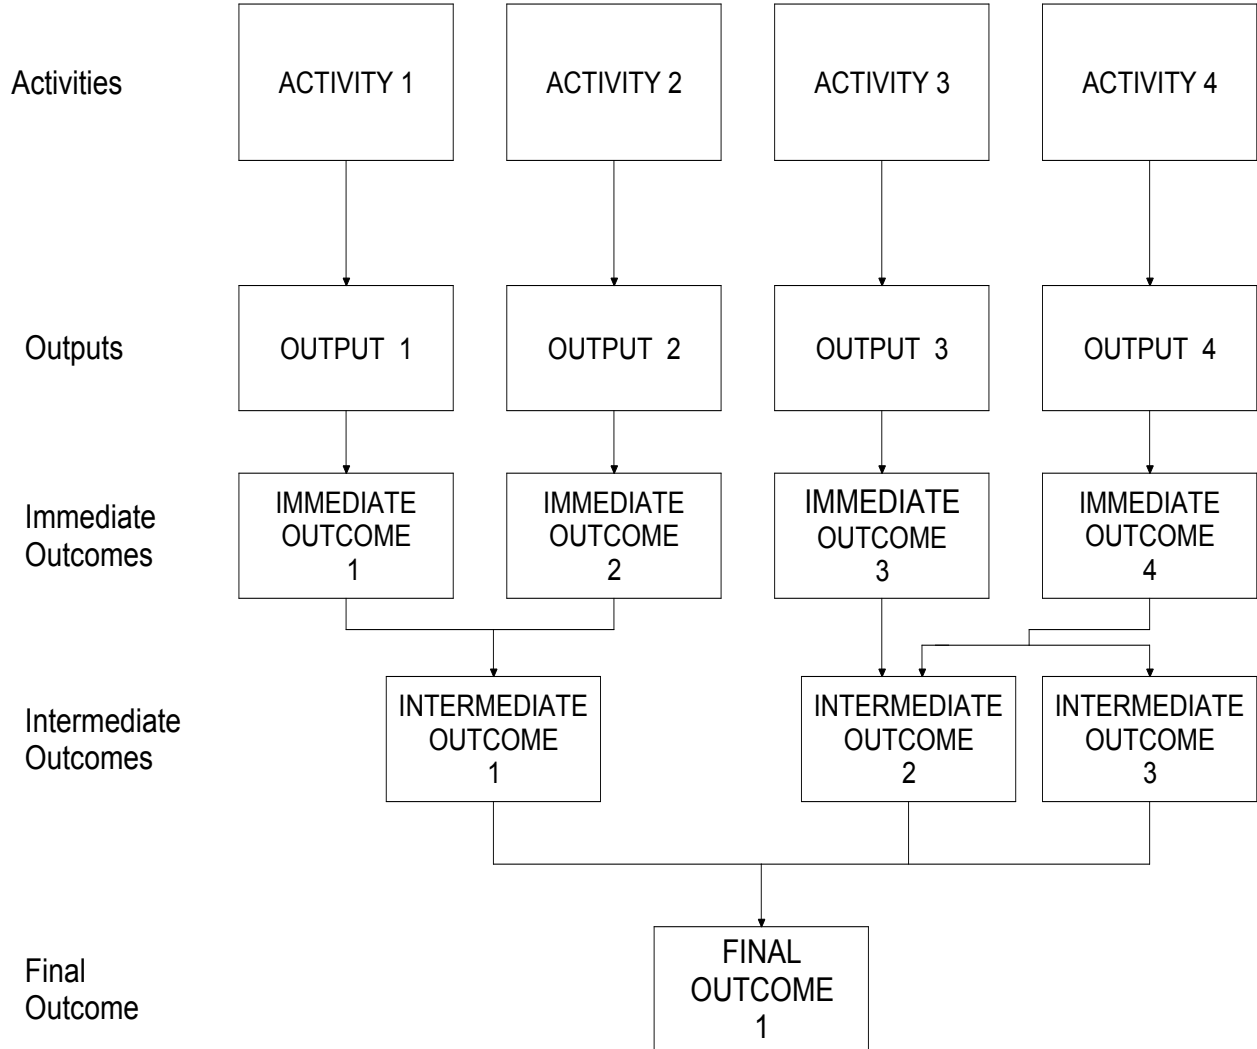 Activities
ACTIVITY 1
ACTIVITY 2
ACTIVITY 3
ACTIVITY 4
Outputs
OUTPUT 1
OUTPUT 2
OUTPUT 3
OUTPUT 4
Immediate
Outcomes
IMMEDIATE
OUTCOME
1
IMMEDIATE
OUTCOME
2
IMMEDIATE
OUTCOME
3
IMMEDIATE
OUTCOME
4
Intermediate
Outcomes
INTERMEDIATE
OUTCOME
1
INTERMEDIATE
OUTCOME
2
INTERMEDIATE
OUTCOME
3
Final
Outcome
FINAL
OUTCOME
1